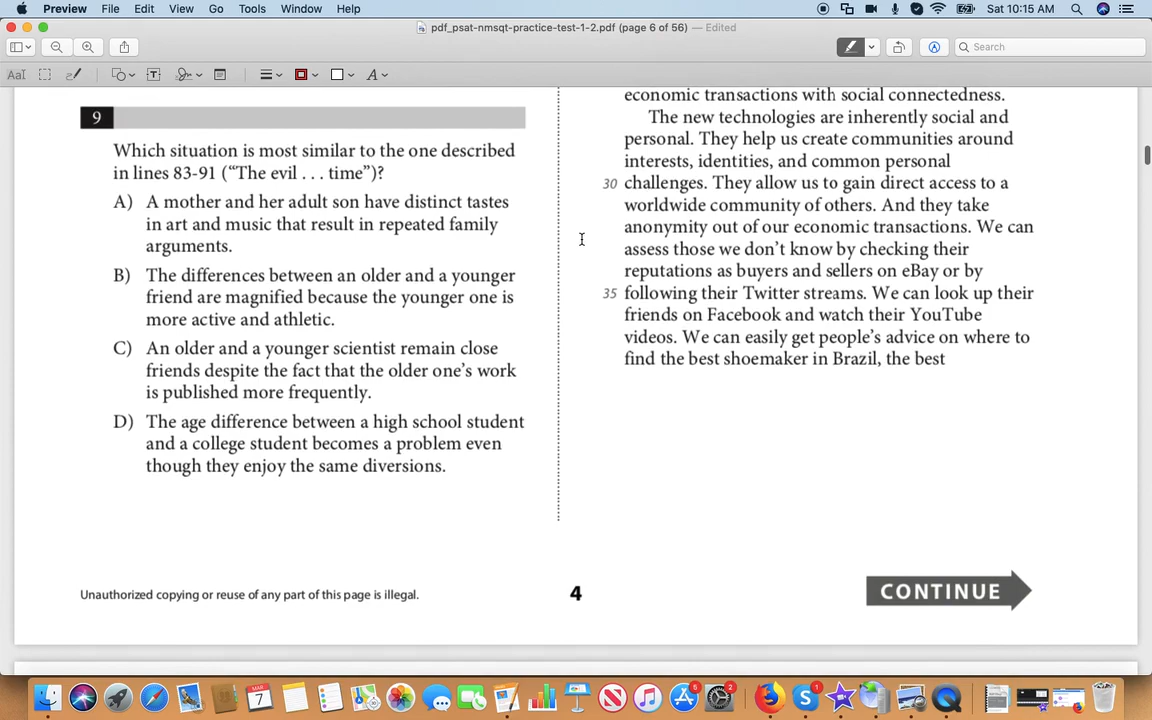 Preview File Edit View Go Tools Window Help
Sat 10:15 AM
pdf_psat-nmsqt-practice-test-1-2.pdf (page 6 of 56) — Edited
Search
AaI
T
A
9
Which situation is most similar to the one described
in lines 83-91 (“The evil . . . time”)?
A) A mother and her adult son have distinct tastes
in art and music that result in repeated family
arguments.
B) The differences between an older and a younger
friend are magnified because the younger one is
more active and athletic.
C) An older and a younger scientist remain close
friends despite the fact that the older one’s work
is published more frequently.
D) The age difference between a high school student
and a college student becomes a problem even
though they enjoy the same diversions.
economic transactions with social connectedness.
The new technologies are inherently social and
personal. They help us create communities around
interests, identities, and common personal
30 challenges. They allow us to gain direct access to a
worldwide community of others. And they take
anonymity out of our economic transactions. We can
assess those we don’t know by checking their
reputations as buyers and sellers on eBay or by
35 following their Twitter streams. We can look up their
friends on Facebook and watch their YouTube
videos. We can easily get people’s advice on where to
find the best shoemaker in Brazil, the best
Unauthorized copying or reuse of any part of this page is illegal.
4
CONTINUE
MAR
7
6
2
1